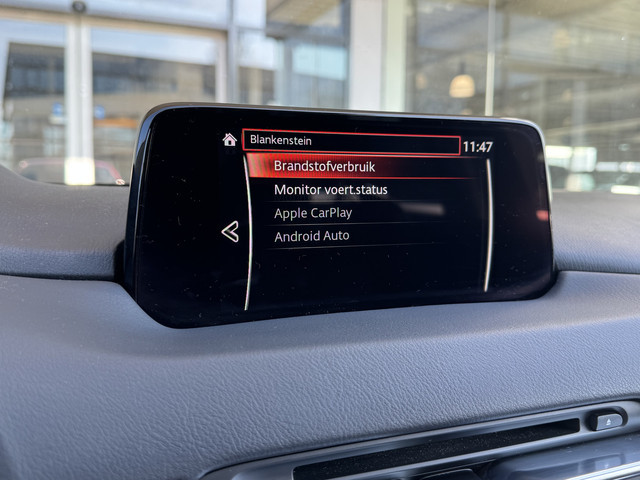 Blankenstein
11:47
Brandstofverbruik
Monitor voert.status
Apple CarPlay
Android Auto